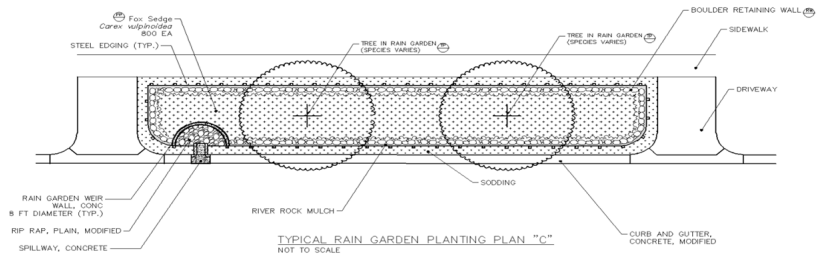 Fox Sedge
Carex vulpinoidea
800 EA
STEEL EDGING (TYP.)
TREE IN RAIN GARDEN
(SPECIES VARIES)
TREE IN RAIN GARDEN
(SPECIES VARIES)
BOULDER RETAINING WALL
SIDEWALK
DRIVEWAY
SODDING
RAIN GARDEN WEIR
WALL, CONC
8 FT DIAMETER (TYP.)
RIVER ROCK MULCH
RIP RAP, PLAIN, MODIFIED
SPILLWAY, CONCRETE
CURB AND GUTTER,
CONCRETE, MODIFIED
TYPICAL RAIN GARDEN PLANTING PLAN "C"
NOT TO SCALE